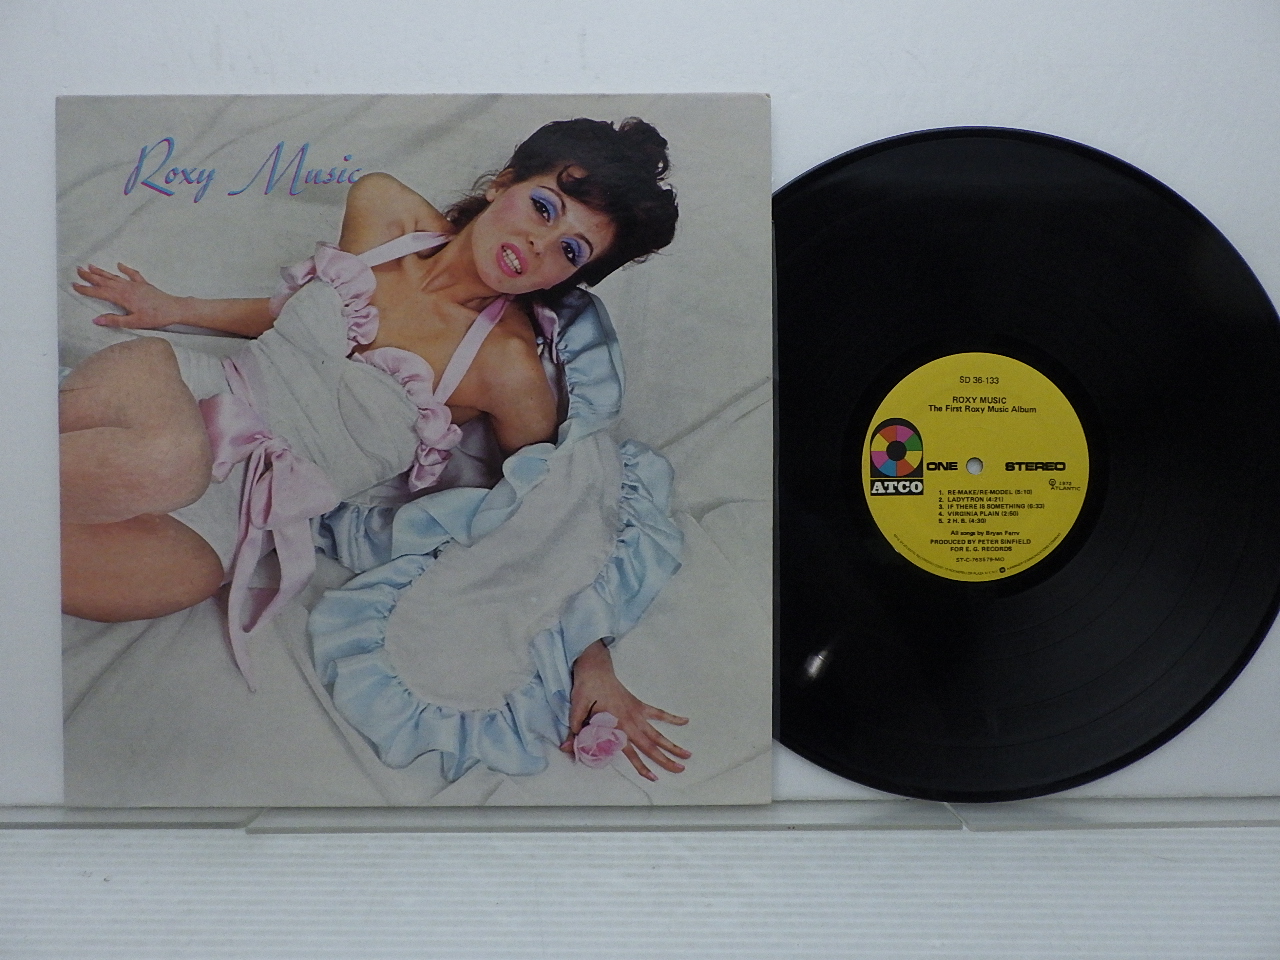 Roxy Music
SD 36-133
ROXY MUSIC
The First Roxy Music Album
ATCO
ONE STEREO
℗ 1972
ATLANTIC
1. RE-MAKE/RE-MODEL (5:10)
2. LADYTRON (4:21)
3. IF THERE IS SOMETHING (6:33)
4. VIRGINIA PLAIN (2:50)
5. 2 H.B. (4:30)
All songs by Bryan Ferry
PRODUCED BY PETER SINFIELD
FOR E. G. RECORDS